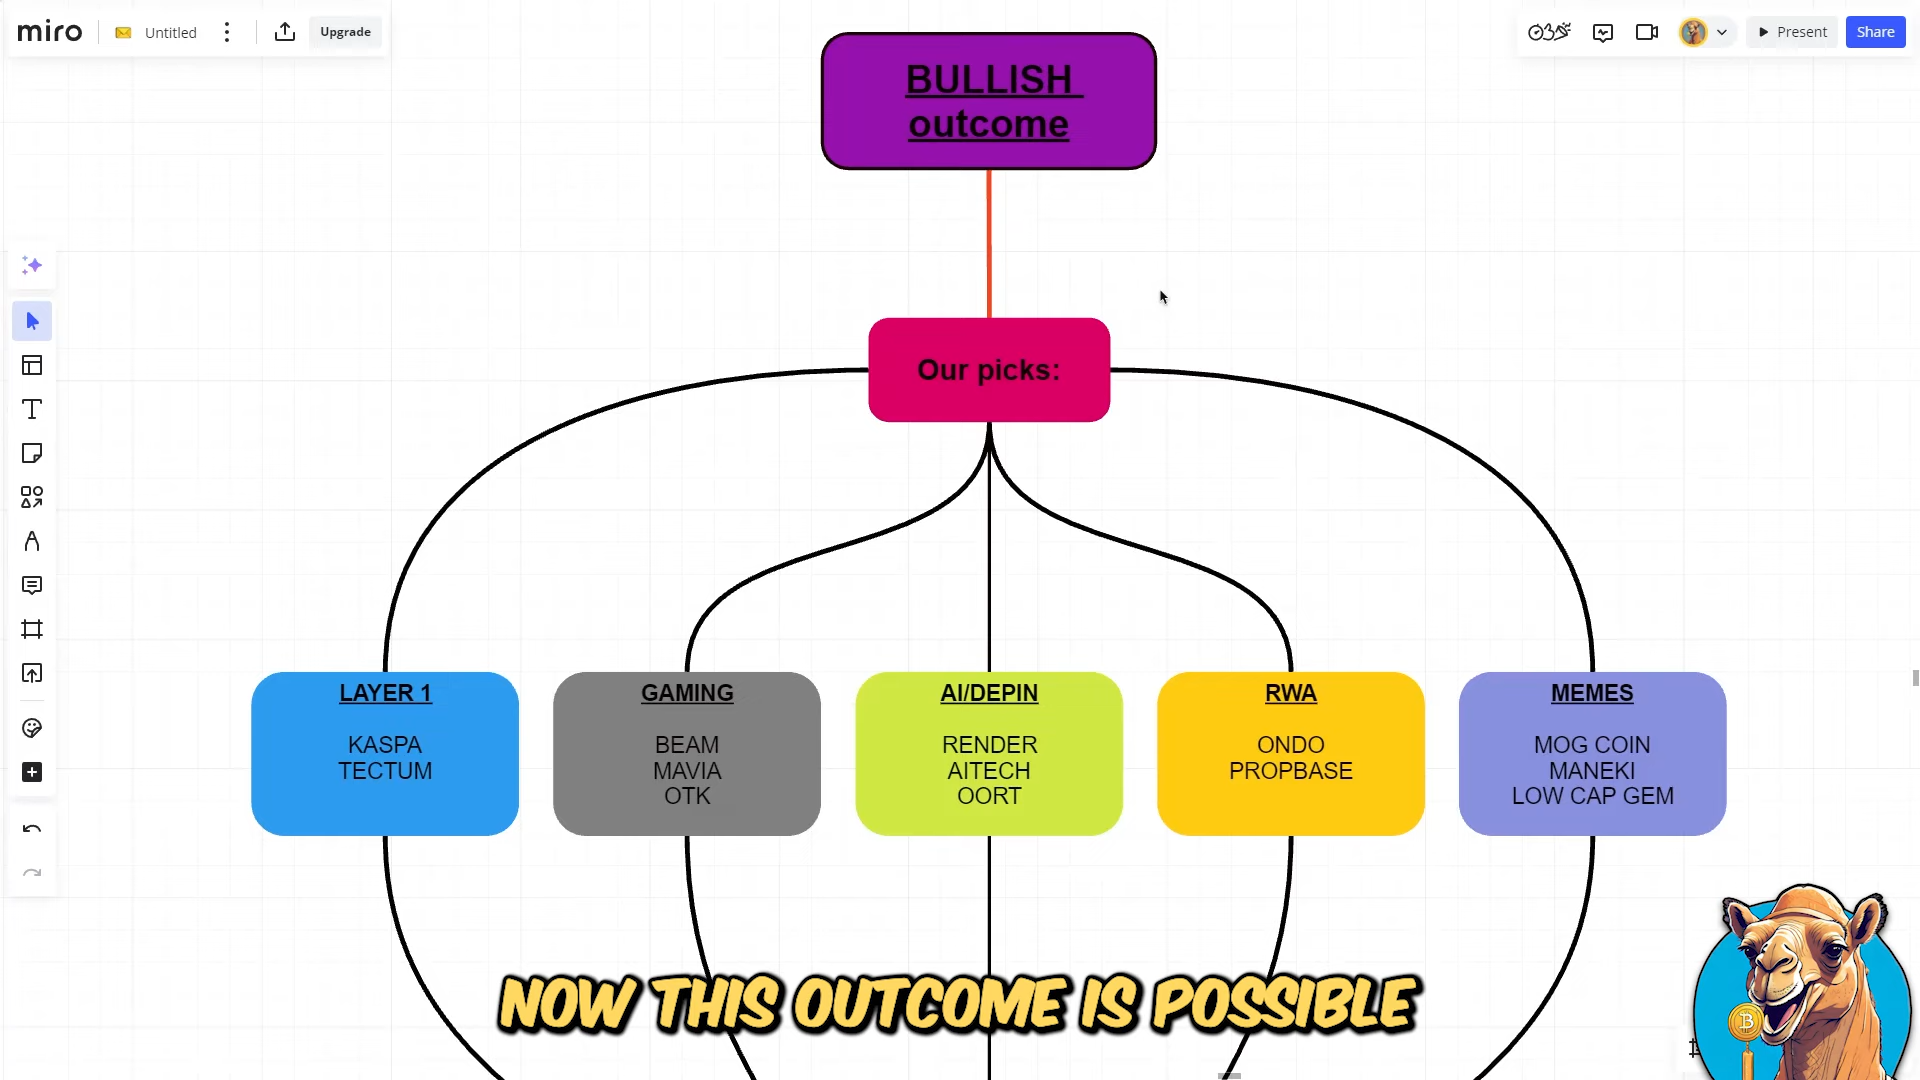 miro
Untitled
Upgrade
Present
Share
BULLISH
outcome
Our picks:
LAYER 1
KASPA
TECTUM
GAMING
BEAM
MAVIA
OTK
AI/DEPIN
RENDER
AITECH
OORT
RWA
ONDO
PROPBASE
MEMES
MOG COIN
MANEKI
LOW CAP GEM
NOW THIS OUTCOME IS POSSIBLE